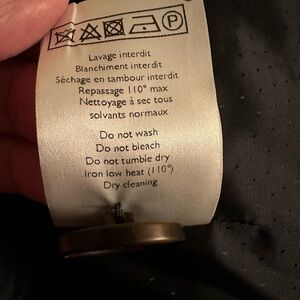 P
Lavage interdit
Blanchiment interdit
Séchage en tambour interdit
Repassage 110° max
Nettoyage à sec tous
solvants normaux
Do not wash
Do not bleach
Do not tumble dry
Iron low heat (110°)
Dry cleaning